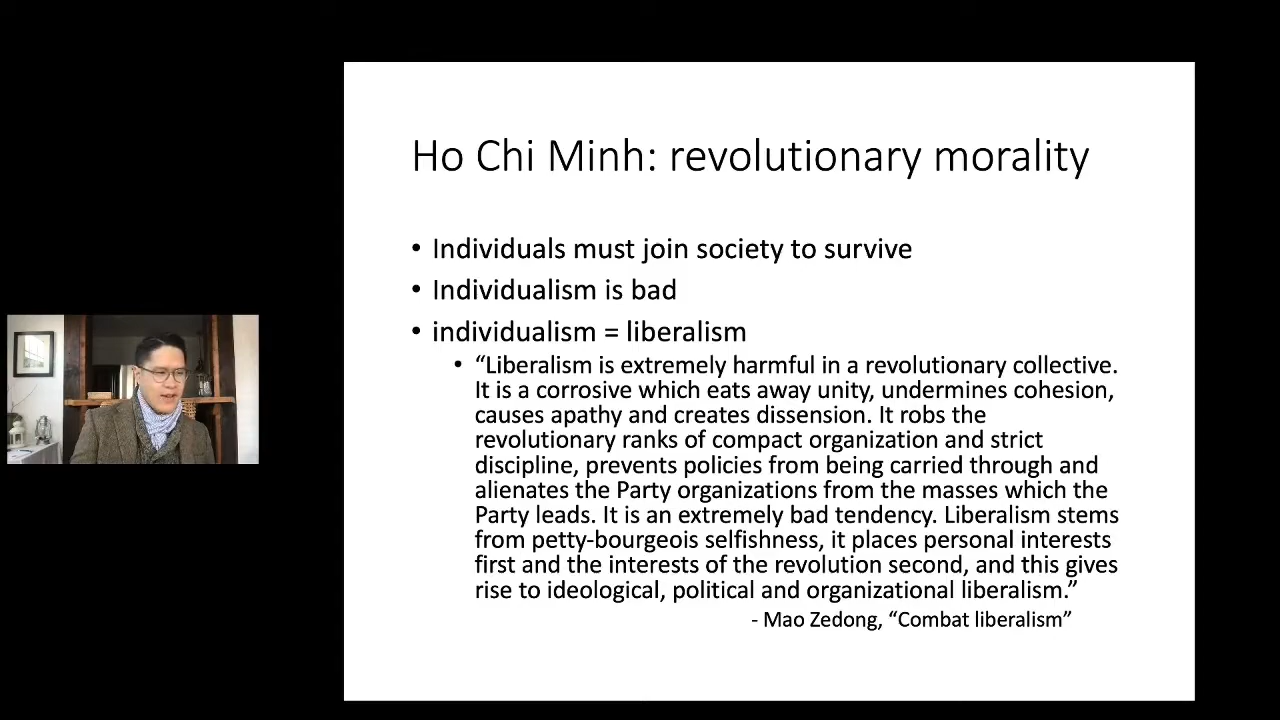 Ho Chi Minh: revolutionary morality
• Individuals must join society to survive
• Individualism is bad
• individualism = liberalism
• “Liberalism is extremely harmful in a revolutionary collective.
It is a corrosive which eats away unity, undermines cohesion,
causes apathy and creates dissension. It robs the
revolutionary ranks of compact organization and strict
discipline, prevents policies from being carried through and
alienates the Party organizations from the masses which the
Party leads. It is an extremely bad tendency. Liberalism stems
from petty-bourgeois selfishness, it places personal interests
first and the interests of the revolution second, and this gives
rise to ideological, political and organizational liberalism.”
- Mao Zedong, “Combat liberalism”